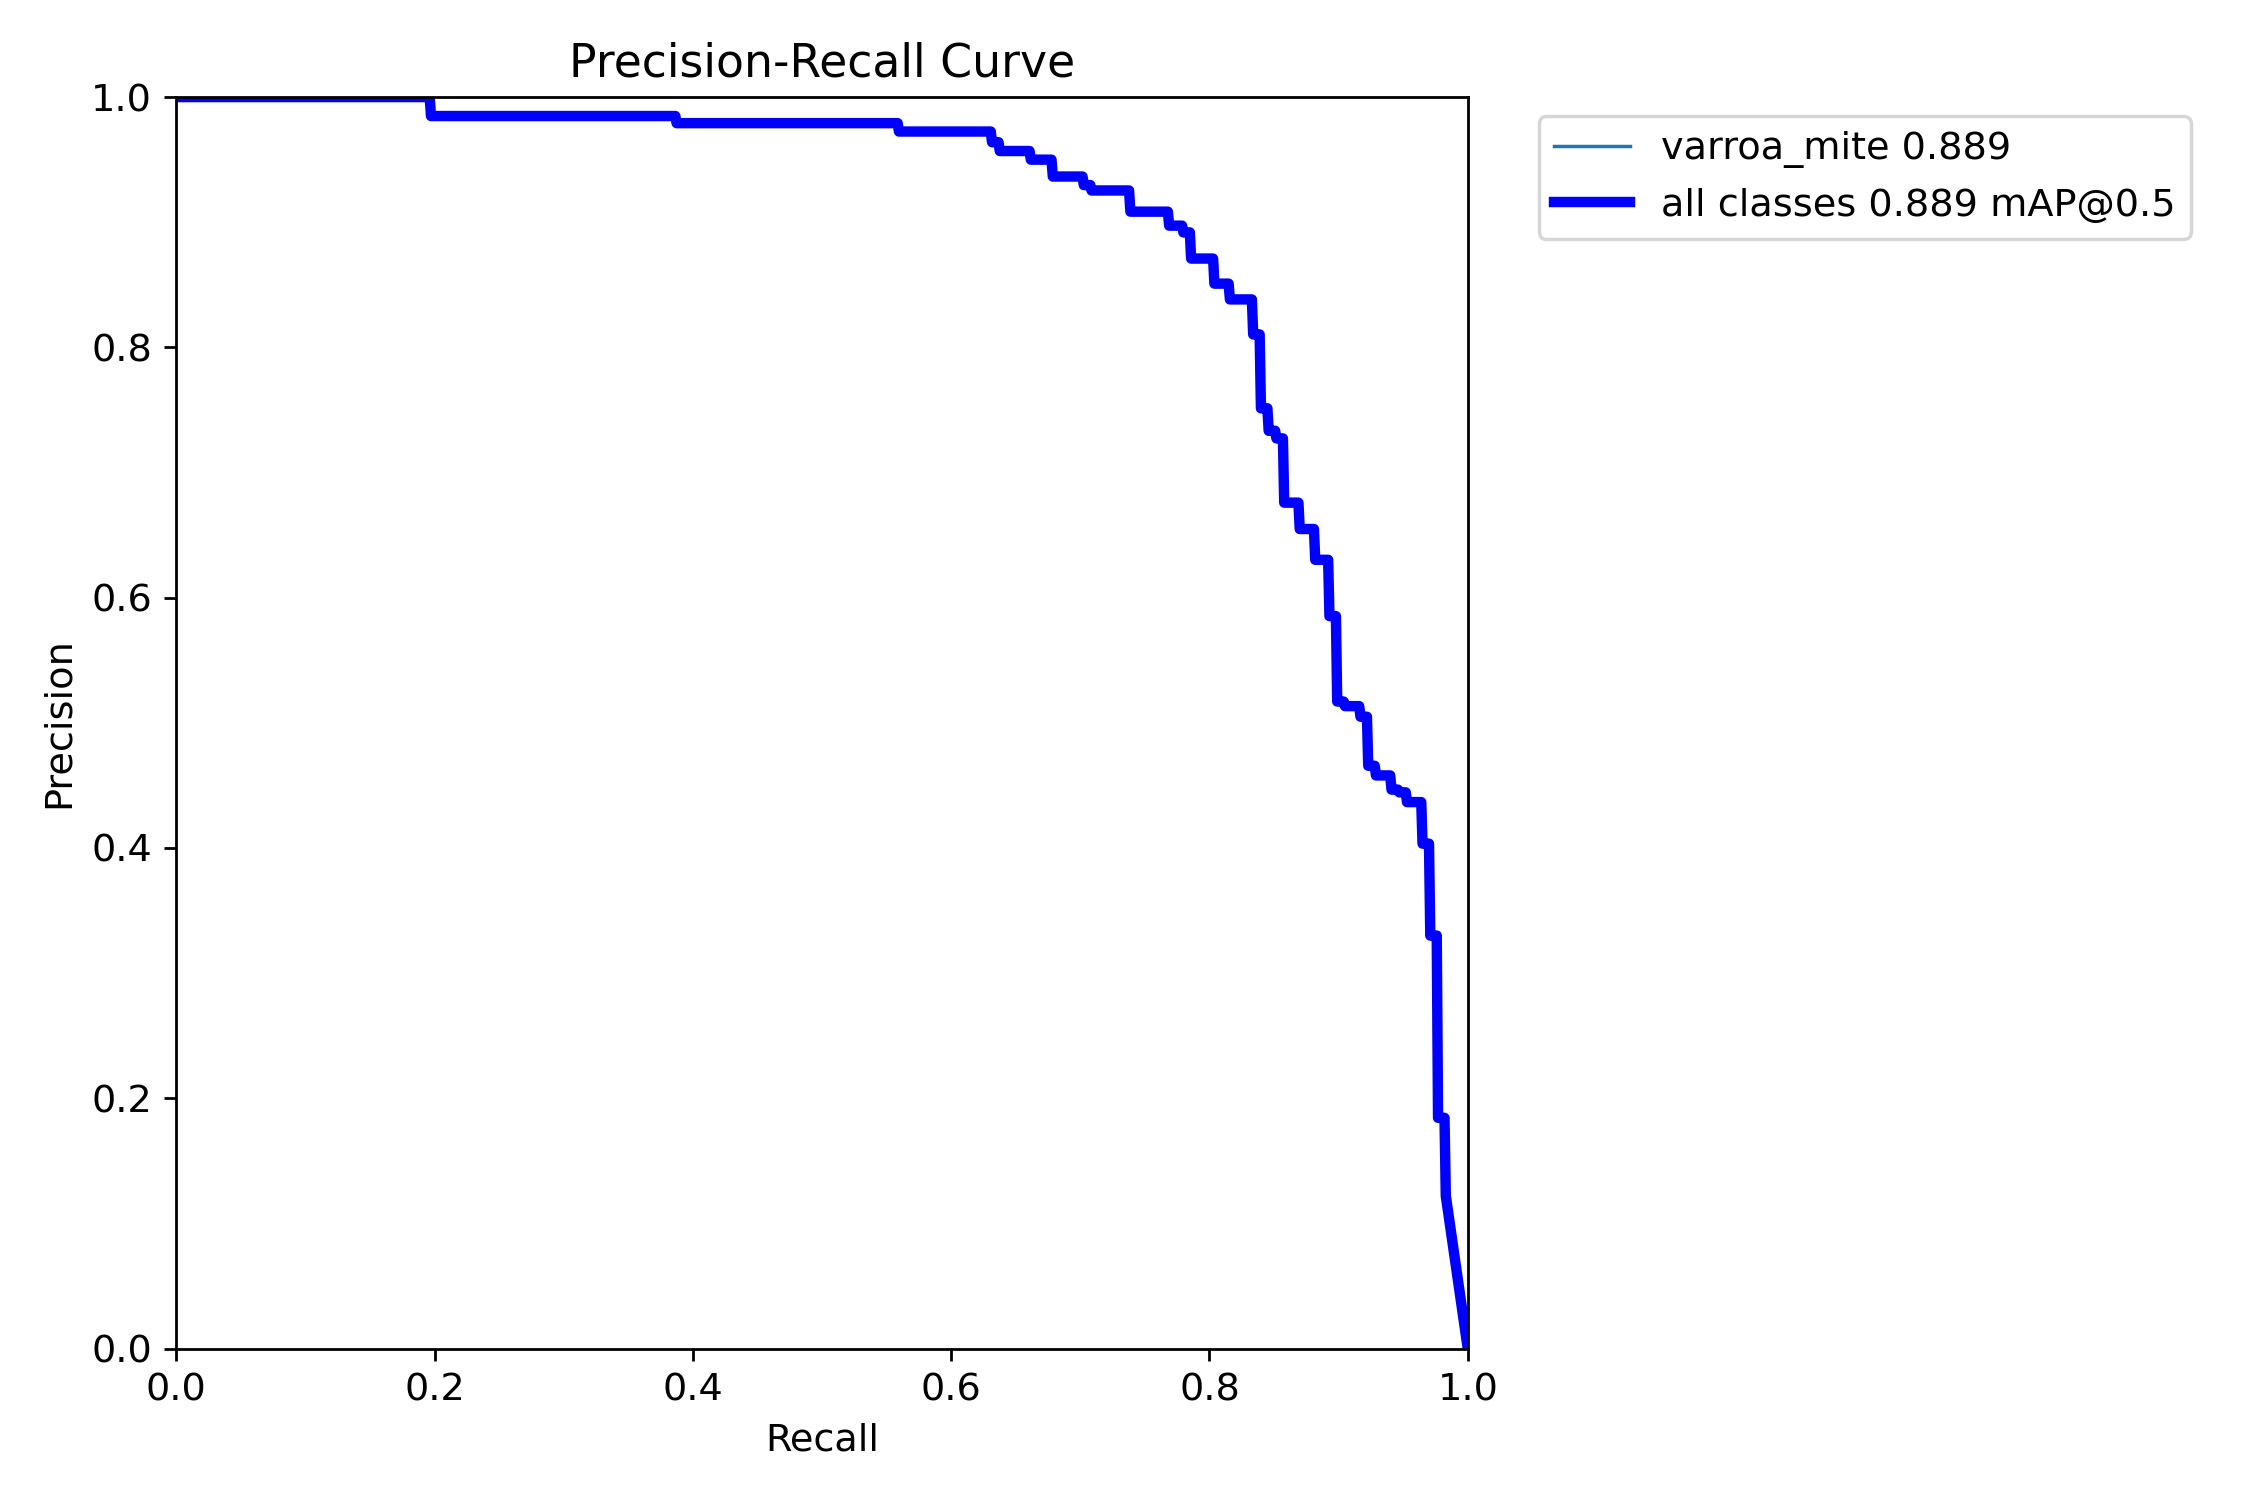 Precision-Recall Curve
1.0
0.8
0.6
0.4
0.2
0.0
Precision
0.0 0.2 0.4 0.6 0.8 1.0
Recall
varroa_mite 0.889
all classes 0.889 mAP@0.5